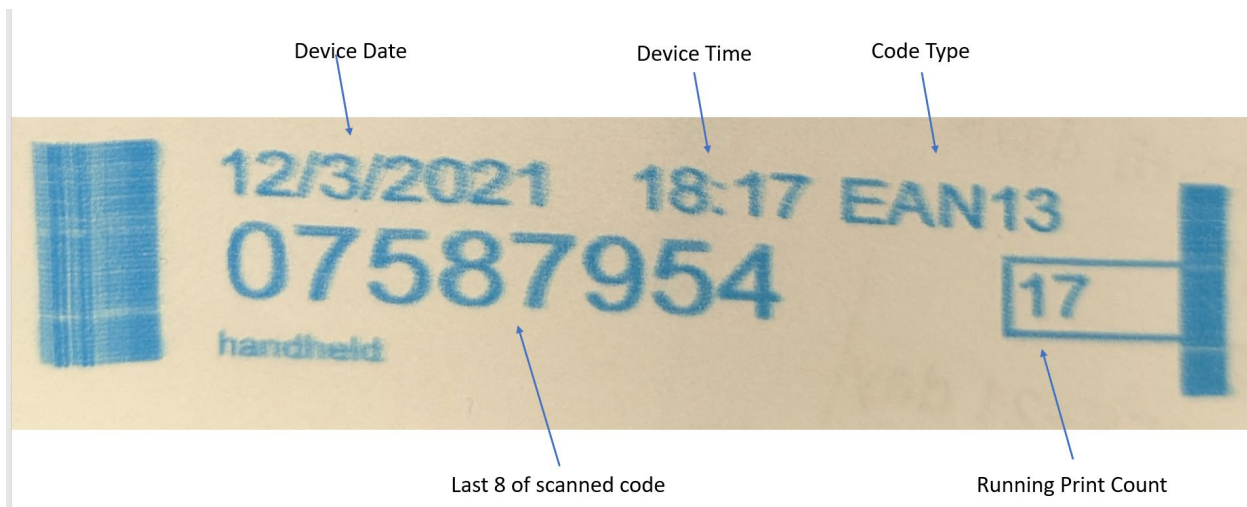 Device Date
Device Time
Code Type
12/3/2021 18:17 EAN13
07587954
17
handheld
Last 8 of scanned code
Running Print Count